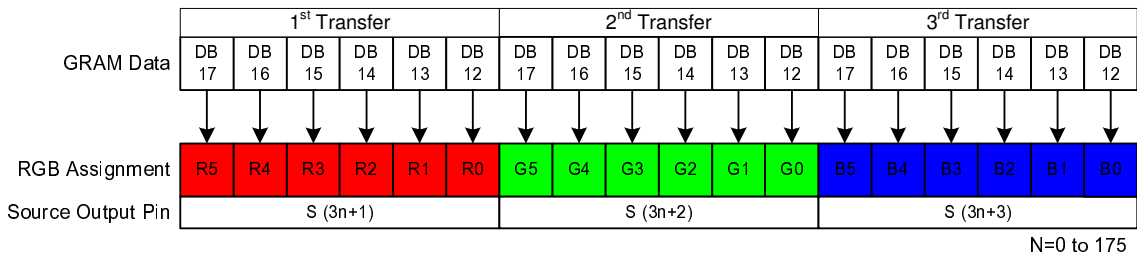 1st Transfer 2nd Transfer 3rd Transfer
GRAM Data DB 17 DB 16 DB 15 DB 14 DB 13 DB 12 DB 17 DB 16 DB 15 DB 14 DB 13 DB 12 DB 17 DB 16 DB 15 DB 14 DB 13 DB 12
RGB Assignment R5 R4 R3 R2 R1 R0 G5 G4 G3 G2 G1 G0 B5 B4 B3 B2 B1 B0
Source Output Pin S (3n+1) S (3n+2) S (3n+3)
N=0 to 175